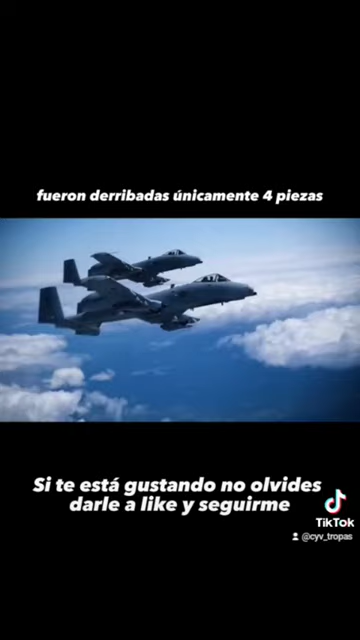 fueron derribadas únicamente 4 piezas
Si te está gustando no olvides
darle a like y seguirme
TikTok
@cyv_tropas